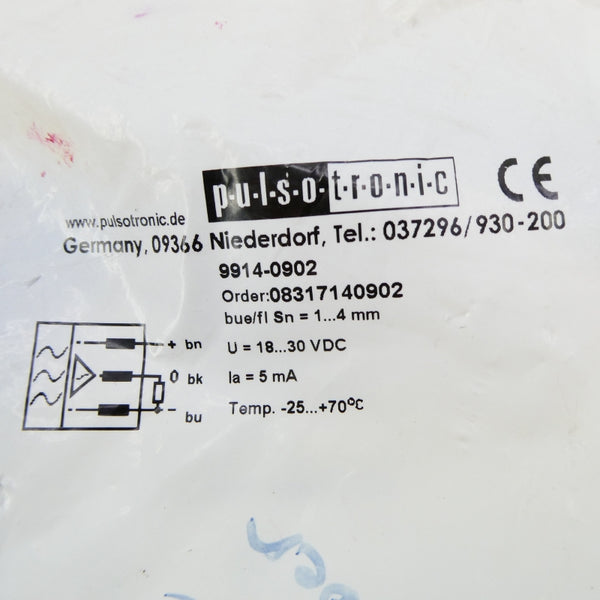 p·u·l·s·o·t·r·o·n·i·c CE
www.pulsotronic.de
Germany, 09366 Niederdorf, Tel.: 037296/930-200
9914-0902
Order:08317140902
bue/fl Sn = 1...4 mm
+ bn U = 18...30 VDC
0 bk Ia = 5 mA
- bu Temp. -25...+70°C